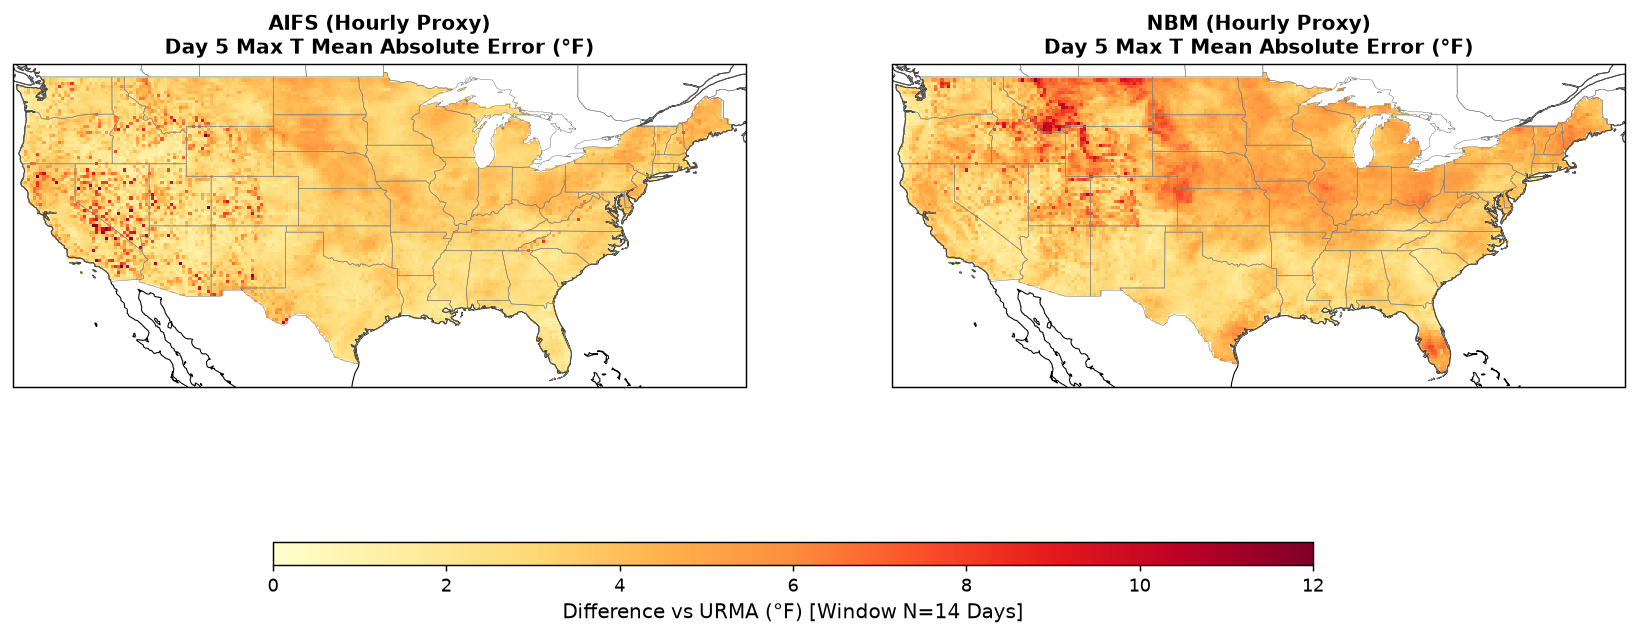 AIFS (Hourly Proxy)
Day 5 Max T Mean Absolute Error (°F)
NBM (Hourly Proxy)
Day 5 Max T Mean Absolute Error (°F)
0 2 4 6 8 10 12
Difference vs URMA (°F) [Window N=14 Days]